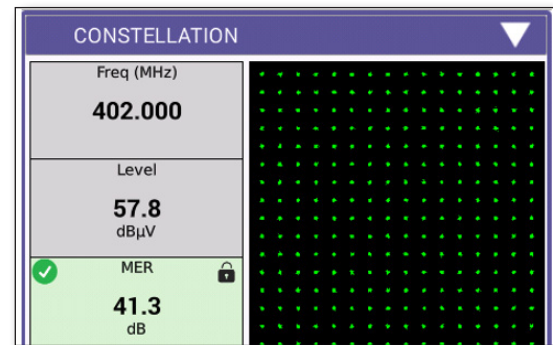 CONSTELLATION
Freq (MHz)
402.000
Level
57.8
dBµV
MER
41.3
dB